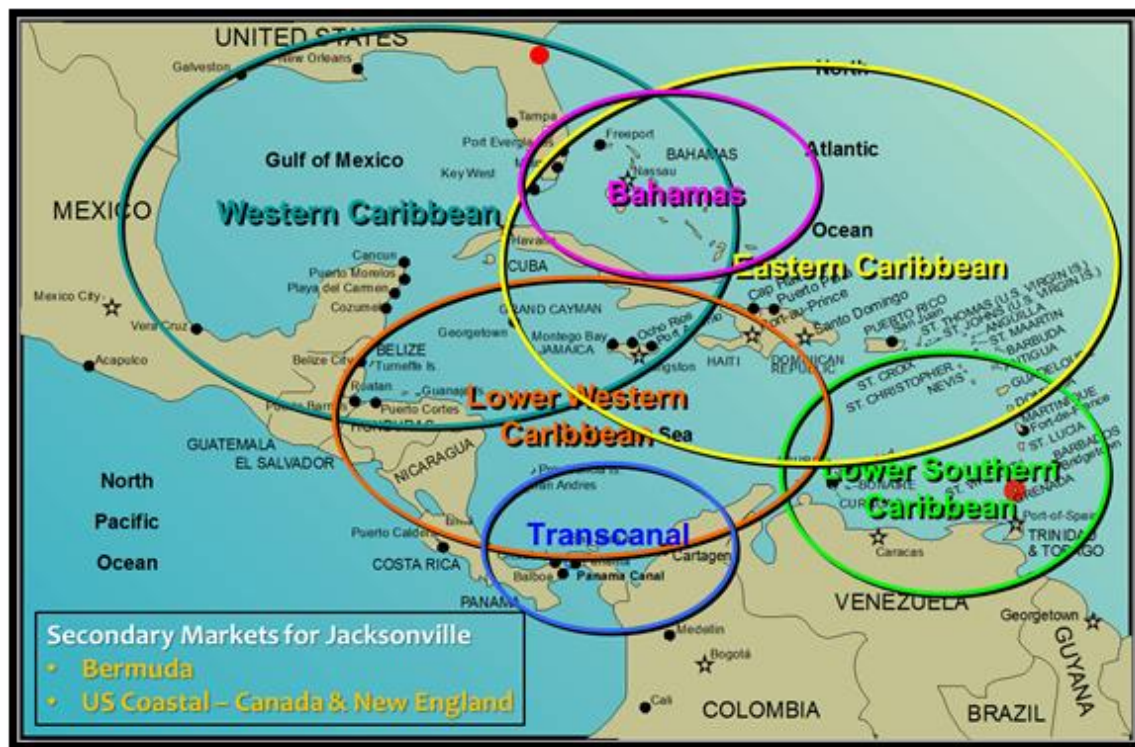 UNITED STATES
New Orleans
Galveston
North
Tampa
Freeport
Port Everglades
BAHAMAS
Atlantic
Gulf of Mexico
Key West
Nassau
Bahamas
MEXICO
Western Caribbean
Ocean
Havana
Cancun
CUBA
Eastern Caribbean
Puerto Morelos
Playa del Carmen
Mexico City
Cozumel
GRAND CAYMAN
Puerto Plata
Santo Domingo
PUERTO RICO
San Juan
ST. THOMAS (U.S. VIRGIN IS.)
ST. JOHNS (U.S. VIRGIN IS.)
ANGUILLA
ST. MAARTIN
BARBUDA
ANTIGUA
Vera Cruz
Georgetown
Ocho Rios
Montego Bay
JAMAICA
Kingston
Port-au-Prince
HAITI
DOMINICAN
REPUBLIC
ST. CROIX
ST. CHRISTOPHER
NEVIS
Acapulco
BELIZE
Belize City
Turneffe Is
Roatan
Lower Western
Caribbean
Sea
MARTINIQUE
Fort-de-France
ST. LUCIA
BARBADOS
Bridgetown
Puerto Cortes
HONDURAS
GUATEMALA
EL SALVADOR
NICARAGUA
Lower Southern
Caribbean
BONAIRE
GRENADA
North
Pacific
Ocean
San Andres
Transcanal
Port-of-Spain
TRINIDAD
& TOBAGO
Caracas
COSTA RICA
Balboa
Panama Canal
PANAMA
VENEZUELA
Georgetown
GUYANA
Medellin
Bogotá
Cali
COLOMBIA
BRAZIL
Secondary Markets for Jacksonville
• Bermuda
• US Coastal – Canada & New England